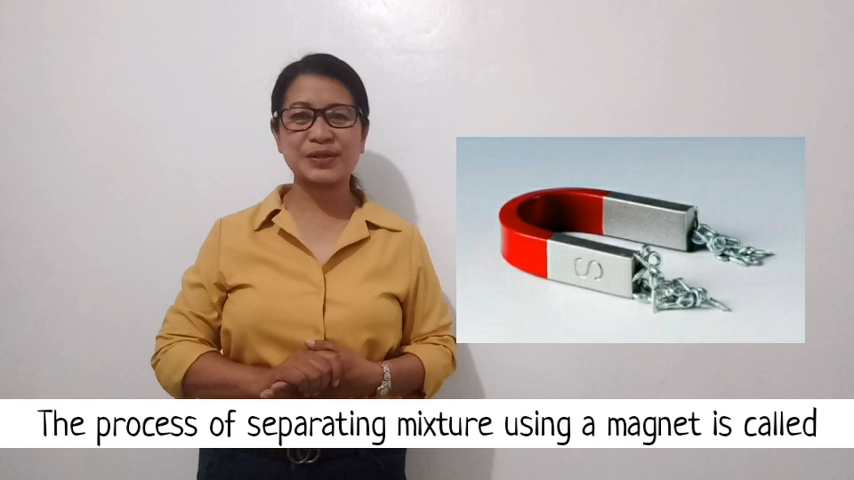 S
The process of separating mixture using a magnet is called